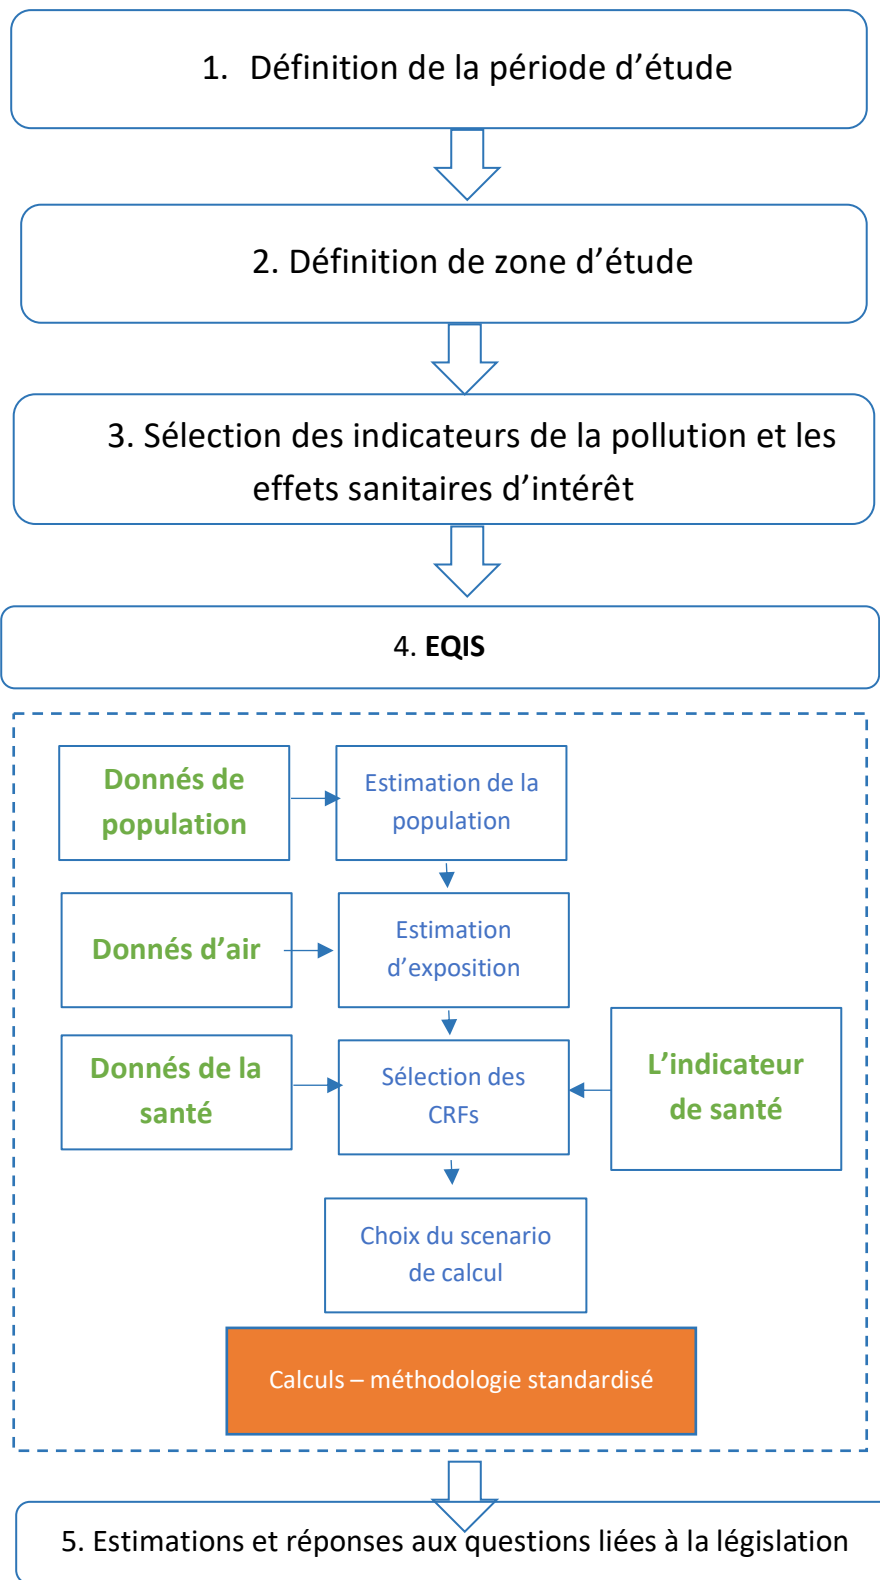 1. Définition de la période d’étude
2. Définition de zone d’étude
3. Sélection des indicateurs de la pollution et les
effets sanitaires d’intérêt
4. EQIS
Donnés de
population
Estimation de la
population
Donnés d’air
Estimation
d’exposition
Donnés de la
santé
Sélection des
CRFs
L’indicateur
de santé
Choix du scenario
de calcul
Calculs – méthodologie standardisé
5. Estimations et réponses aux questions liées à la législation